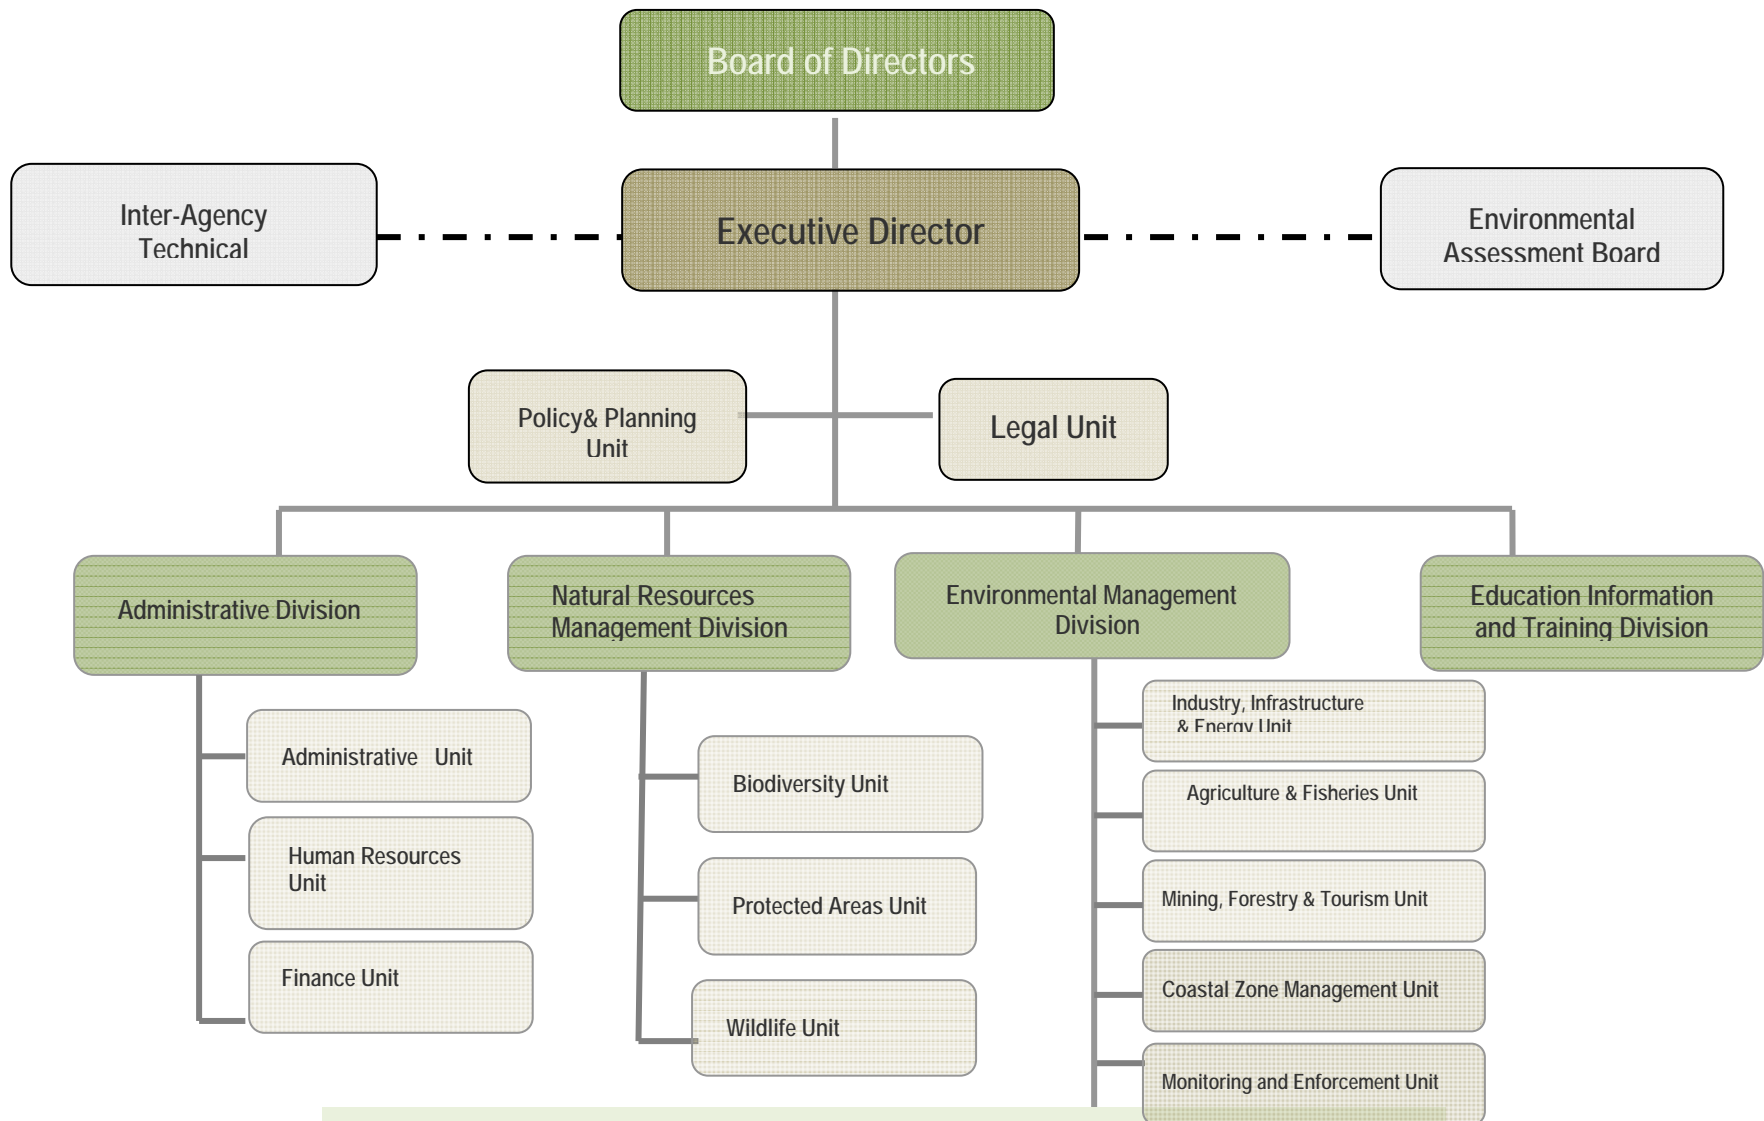 Board of Directors
Inter-Agency
Technical
Executive Director
Environmental
Assessment Board
Policy& Planning
Unit
Legal Unit
Administrative Division
Natural Resources
Management Division
Environmental Management
Division
Education Information
and Training Division
Administrative Unit
Human Resources
Unit
Finance Unit
Biodiversity Unit
Protected Areas Unit
Wildlife Unit
Industry, Infrastructure
& Energy Unit
Agriculture & Fisheries Unit
Mining, Forestry & Tourism Unit
Coastal Zone Management Unit
Monitoring and Enforcement Unit